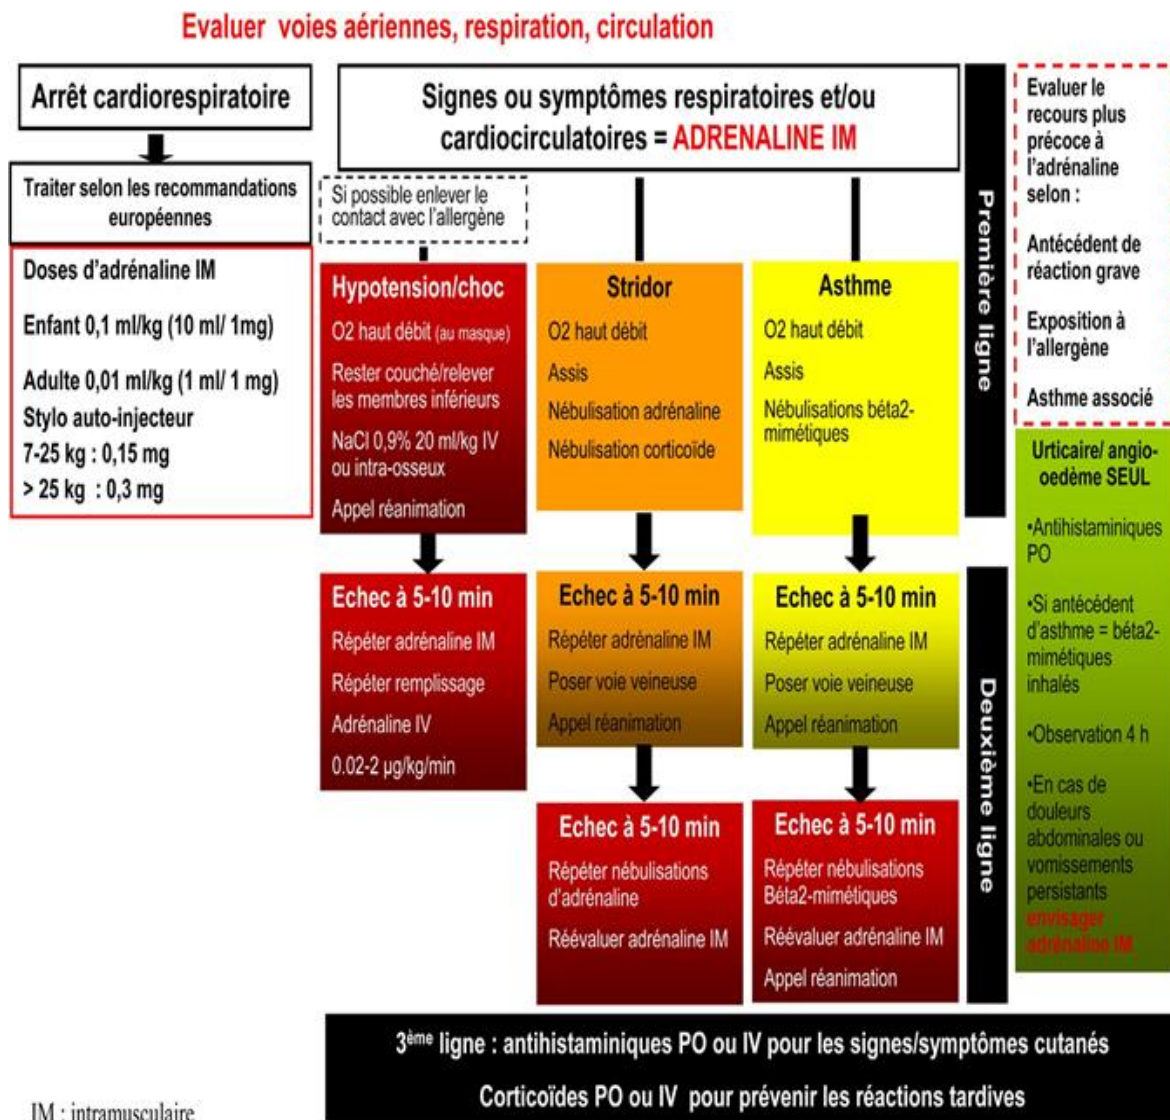 Evaluer voies aériennes, respiration, circulation
Arrêt cardiorespiratoire
Traiter selon les recommandations
européennes
Doses d'adrénaline IM
Enfant 0,1 ml/kg (10 ml/ 1mg)
Adulte 0,01 ml/kg (1 ml/ 1 mg)
Stylo auto-injecteur
7-25 kg : 0,15 mg
> 25 kg : 0,3 mg
Signes ou symptômes respiratoires et/ou
cardiocirculatoires = ADRENALINE IM
Si possible enlever le
contact avec l'allergène
Hypotension/choc
O2 haut débit (au masque)
Rester couché/relever
les membres inférieurs
NaCl 0,9% 20 ml/kg IV
ou intra-osseux
Appel réanimation
Echec à 5-10 min
Répéter adrénaline IM
Répéter remplissage
Adrénaline IV
0.02-2 µg/kg/min
Stridor
O2 haut débit
Assis
Nébulisation adrénaline
Nébulisation corticoïde
Echec à 5-10 min
Répéter adrénaline IM
Poser voie veineuse
Appel réanimation
Echec à 5-10 min
Répéter nébulisations
d'adrénaline
Réévaluer adrénaline IM
Asthme
O2 haut débit
Assis
Nébulisations béta2-
mimétiques
Echec à 5-10 min
Répéter adrénaline IM
Poser voie veineuse
Appel réanimation
Echec à 5-10 min
Répéter nébulisations
Béta2-mimétiques
Réévaluer adrénaline IM
Appel réanimation
Première ligne
Deuxième ligne
Evaluer le
recours plus
précoce à
l'adrénaline
selon :
Antécédent de
réaction grave
Exposition à
l'allergène
Asthme associé
Urticaire/ angio-
oedème SEUL
•Antihistaminiques
PO
•Si antécédent
d'asthme = béta2-
mimétiques
inhalés
•Observation 4 h
•En cas de
douleurs
abdominales ou
vomissements
persistants
envisager
adrénaline IM
3ème ligne : antihistaminiques PO ou IV pour les signes/symptômes cutanés
Corticoïdes PO ou IV pour prévenir les réactions tardives
IM : intramusculaire